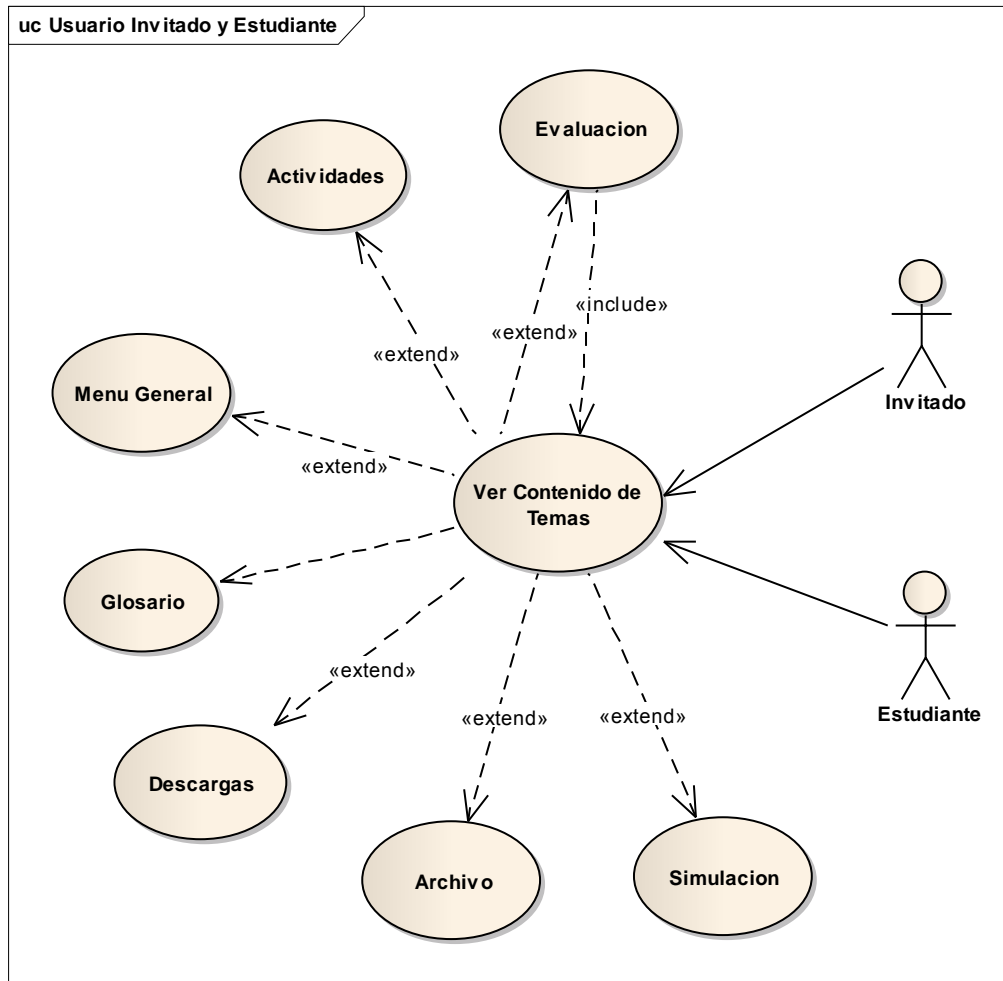 uc Usuario Invitado y Estudiante
Evaluacion
Actividades
«include»
«extend»
«extend»
Menu General
Invitado
«extend»
Ver Contenido de
Temas
Glosario
«extend»
Estudiante
«extend»
«extend»
Descargas
Archivo
Simulacion